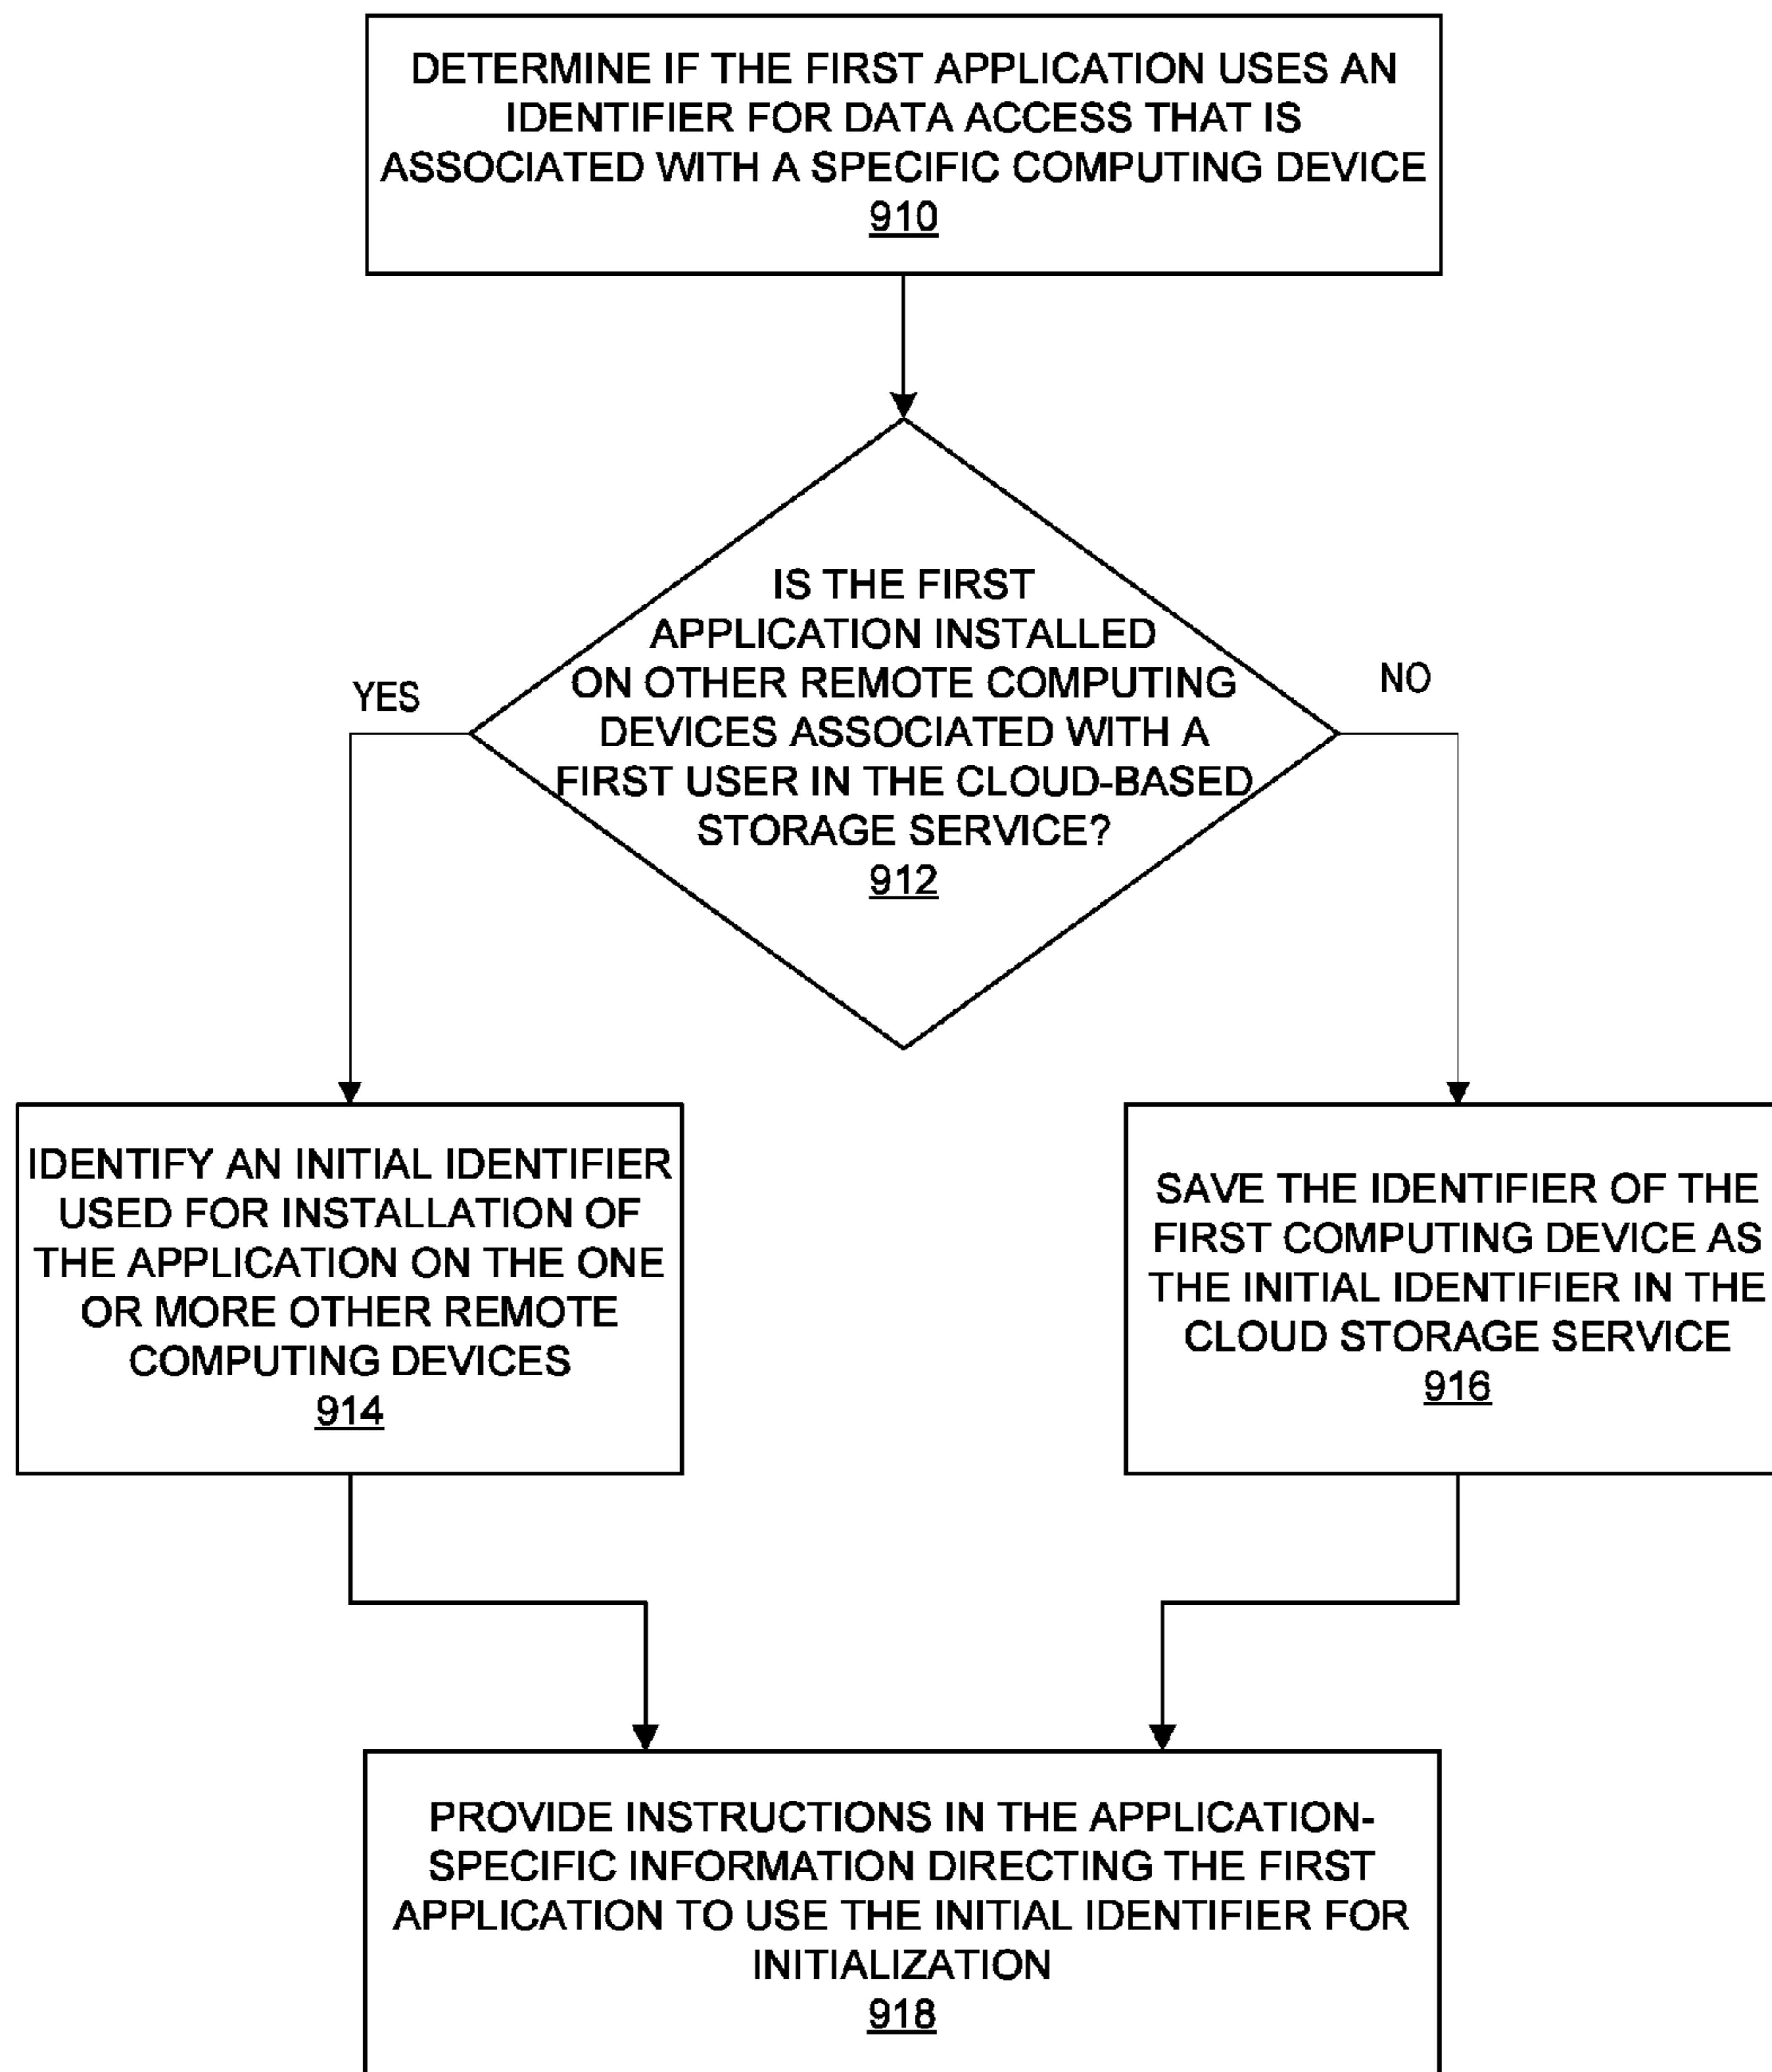 DETERMINE IF THE FIRST APPLICATION USES AN
IDENTIFIER FOR DATA ACCESS THAT IS
ASSOCIATED WITH A SPECIFIC COMPUTING DEVICE
910
IS THE FIRST
APPLICATION INSTALLED
ON OTHER REMOTE COMPUTING
DEVICES ASSOCIATED WITH A
FIRST USER IN THE CLOUD-BASED
STORAGE SERVICE?
912
YES
NO
IDENTIFY AN INITIAL IDENTIFIER
USED FOR INSTALLATION OF
THE APPLICATION ON THE ONE
OR MORE OTHER REMOTE
COMPUTING DEVICES
914
SAVE THE IDENTIFIER OF THE
FIRST COMPUTING DEVICE AS
THE INITIAL IDENTIFIER IN THE
CLOUD STORAGE SERVICE
916
PROVIDE INSTRUCTIONS IN THE APPLICATION-
SPECIFIC INFORMATION DIRECTING THE FIRST
APPLICATION TO USE THE INITIAL IDENTIFIER FOR
INITIALIZATION
918